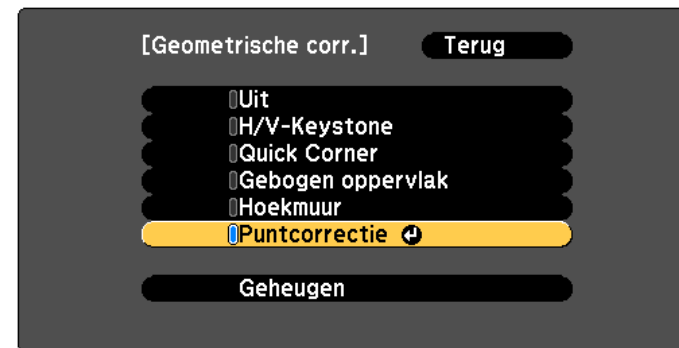 [Geometrische corr.] Terug
Uit
H/V-Keystone
Quick Corner
Gebogen oppervlak
Hoekmuur
Puntcorrectie
Geheugen